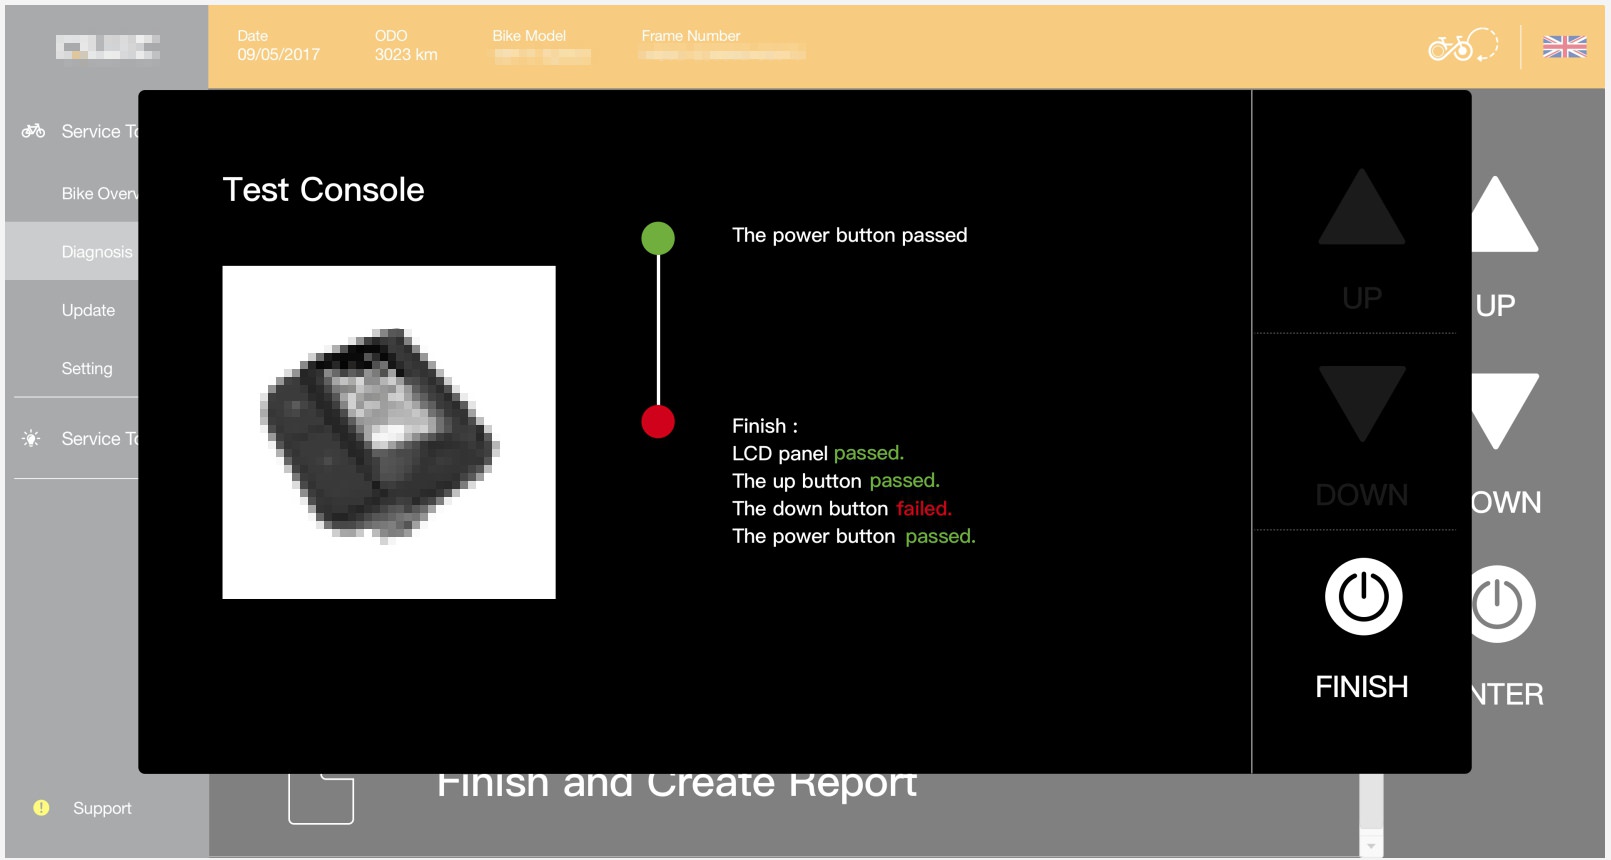 Date
09/05/2017
ODO
3023 km
Bike Model
Frame Number
Service To
Bike Overv
Diagnosis
Update
Setting
Service To
Support
Test Console
The power button passed
Finish :
LCD panel passed.
The up button passed.
The down button failed.
The power button passed.
UP
DOWN
FINISH
UP
OWN
NTER
Finish and Create Report